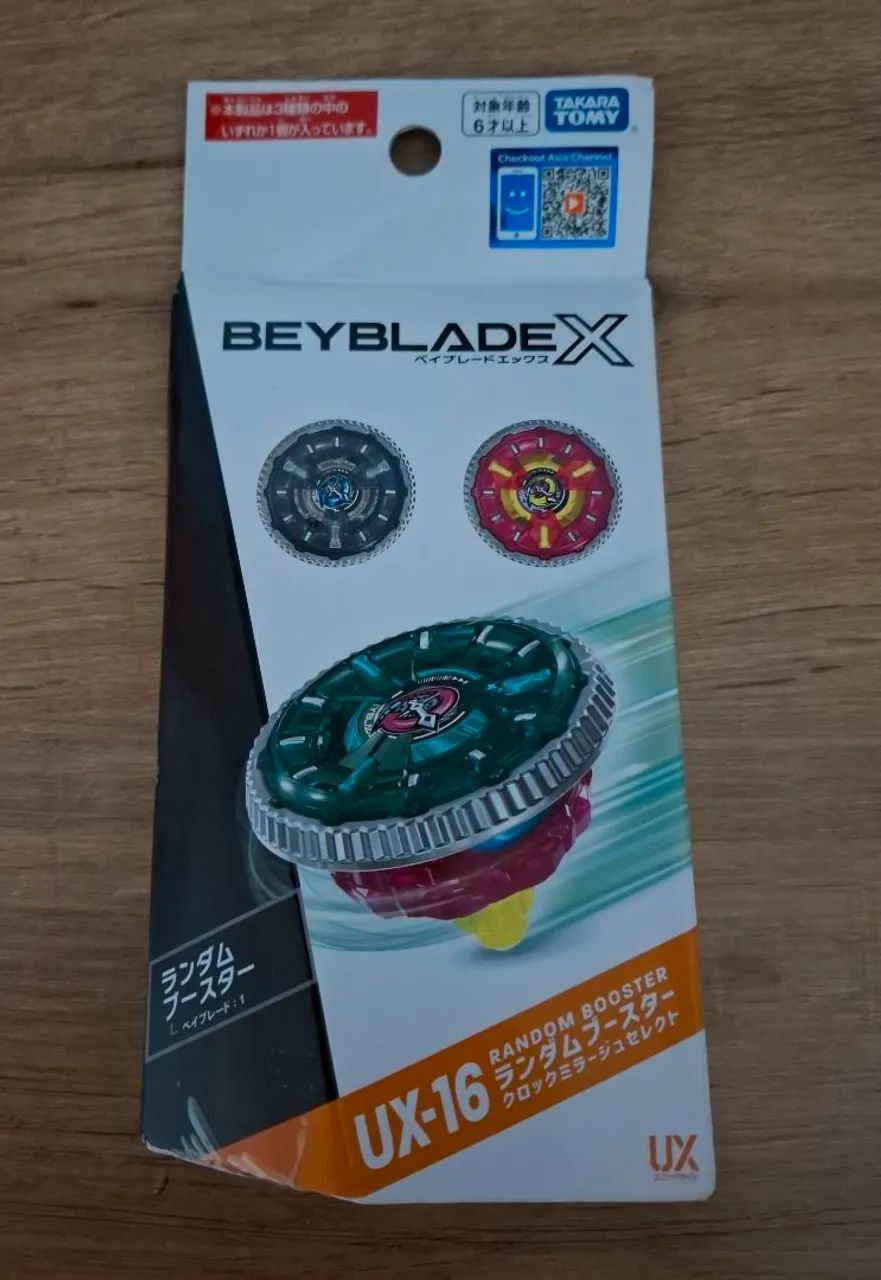 ※本製品は3種類の中の
いずれか1個が入っています。
対象年齢
6才以上
TAKARA
TOMY
Checkout Asia Channel
BEYBLADE X
ベイブレードエックス
ランダム
ブースター
ベイブレード:1
UX-16
RANDOM BOOSTER
ランダムブースター
クロックミラージュセレクト
UX